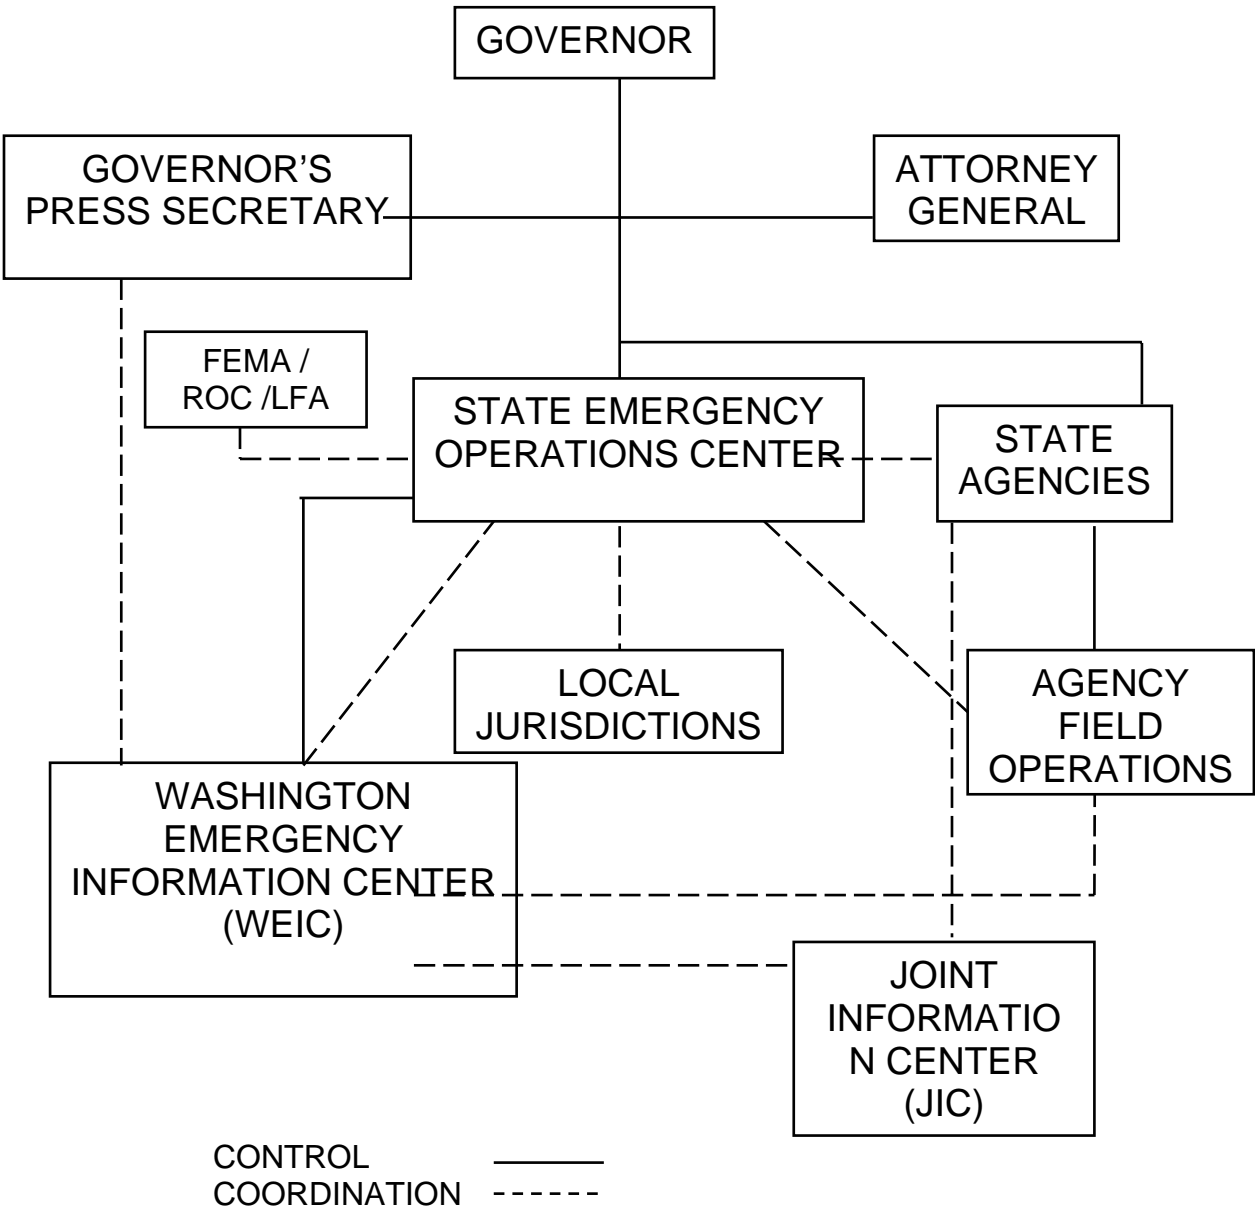 GOVERNOR
GOVERNOR'S
PRESS SECRETARY
ATTORNEY
GENERAL
FEMA /
ROC /LFA
STATE EMERGENCY
OPERATIONS CENTER
STATE
AGENCIES
LOCAL
JURISDICTIONS
AGENCY
FIELD
OPERATIONS
WASHINGTON
EMERGENCY
INFORMATION CENTER
(WEIC)
JOINT
INFORMATIO
N CENTER
(JIC)
CONTROL
COORDINATION